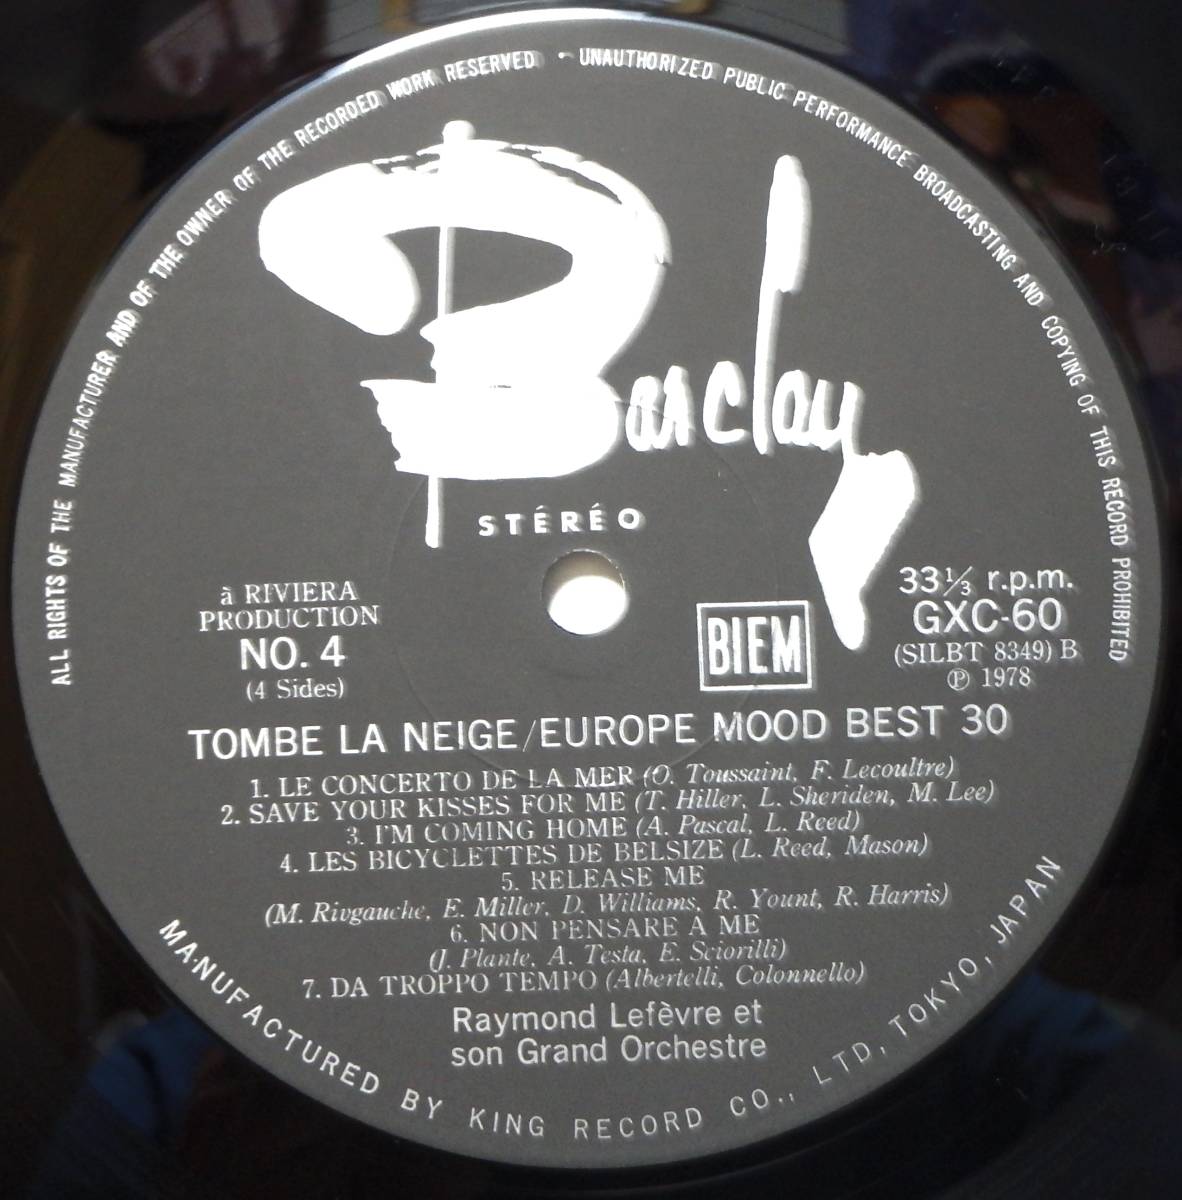 ALL RIGHTS OF THE MANUFACTURER AND OF THE OWNER OF THE RECORDED WORK RESERVED - UNAUTHORIZED PUBLIC PERFORMANCE BROADCASTING AND COPYING OF THIS RECORD PROHIBITED
Barclay
STÉRÉO
à RIVIERA
PRODUCTION
NO. 4
(4 Sides)
BIEM
33 1/3 r.p.m.
GXC-60
(SILBT 8349) B
℗ 1978
TOMBE LA NEIGE/EUROPE MOOD BEST 30
1. LE CONCERTO DE LA MER (O. Toussaint, F. Lecoultre)
2. SAVE YOUR KISSES FOR ME (T. Hiller, L. Sheriden, M. Lee)
3. I'M COMING HOME (A. Pascal, L. Reed)
4. LES BICYCLETTES DE BELSIZE (L. Reed, Mason)
5. RELEASE ME
(M. Rivgauche, E. Miller, D. Williams, R. Yount, R. Harris)
6. NON PENSARE A ME
(J. Plante, A. Testa, E. Sciorilli)
7. DA TROPPO TEMPO (Albertelli, Colonnello)
Raymond Lefèvre et
son Grand Orchestre
MANUFACTURED BY KING RECORD CO., LTD, TOKYO, JAPAN